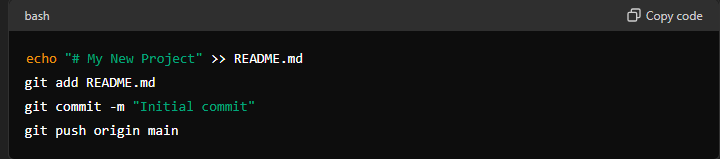 bash
Copy code
echo "# My New Project" >> README.md
git add README.md
git commit -m "Initial commit"
git push origin main